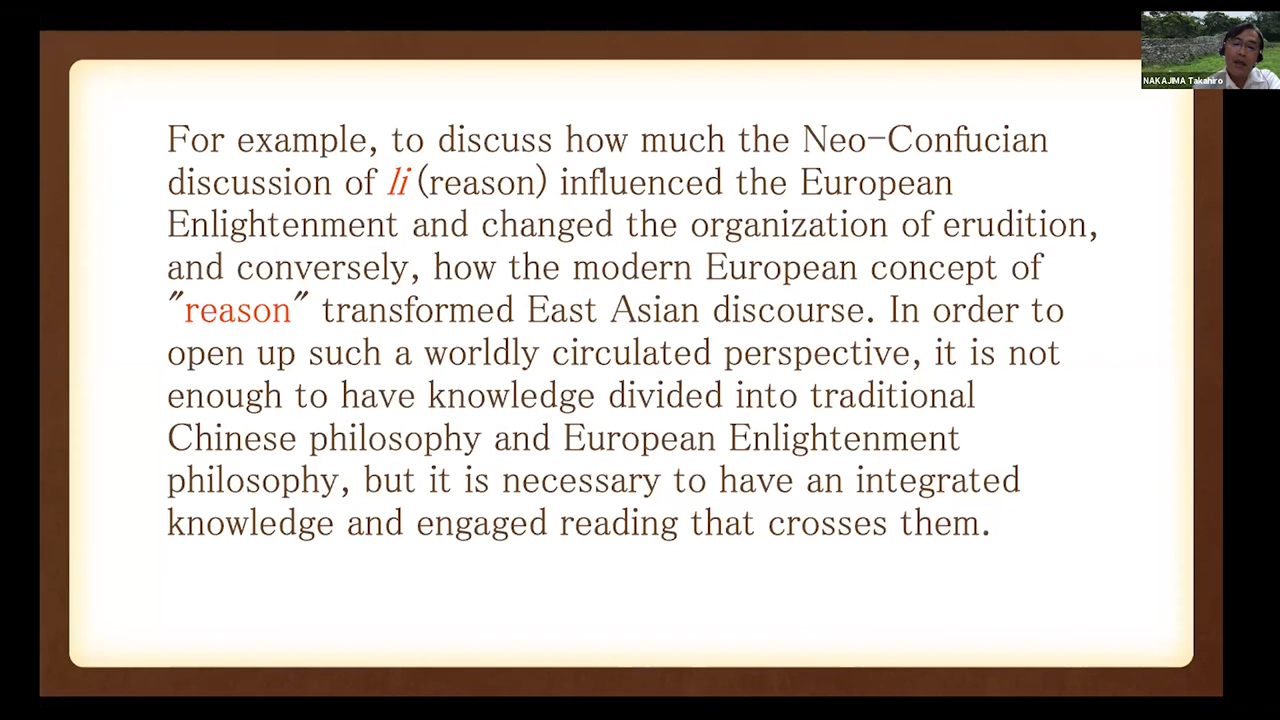 NAKAJIMA Takahiro
For example, to discuss how much the Neo-Confucian
discussion of li (reason) influenced the European
Enlightenment and changed the organization of erudition,
and conversely, how the modern European concept of
"reason" transformed East Asian discourse. In order to
open up such a worldly circulated perspective, it is not
enough to have knowledge divided into traditional
Chinese philosophy and European Enlightenment
philosophy, but it is necessary to have an integrated
knowledge and engaged reading that crosses them.